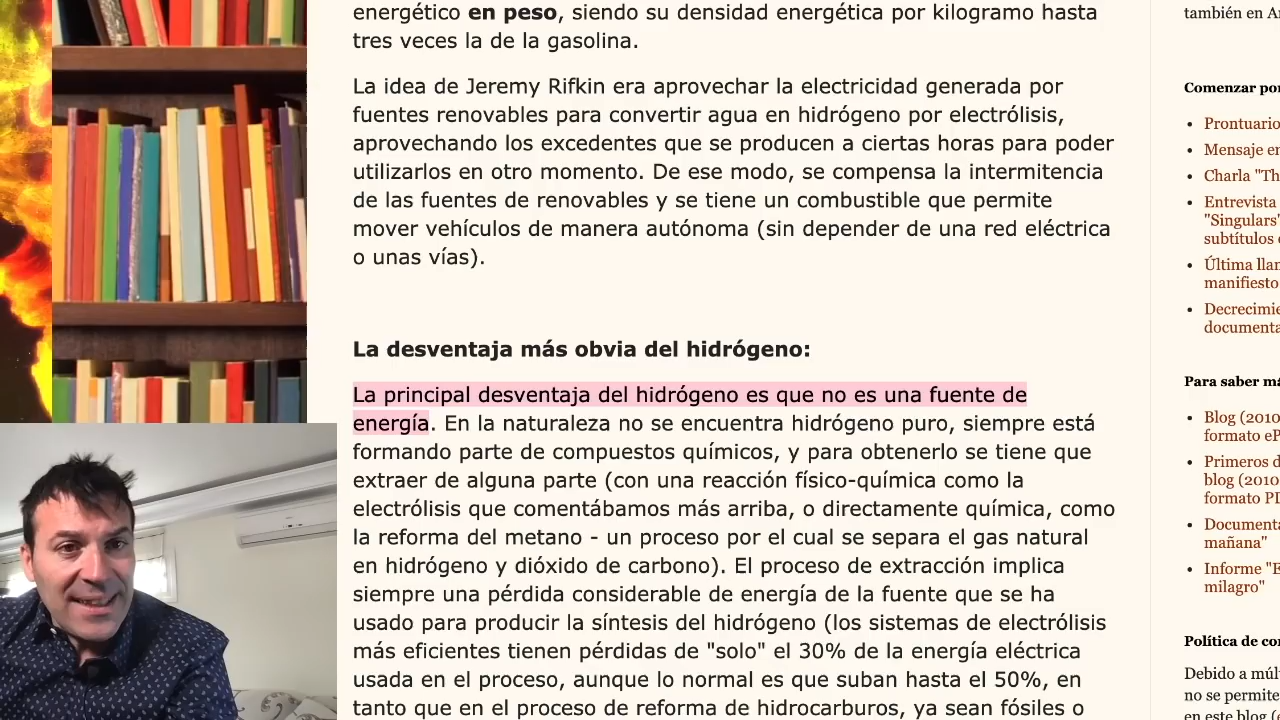 energético en peso, siendo su densidad energética por kilogramo hasta
tres veces la de la gasolina.
La idea de Jeremy Rifkin era aprovechar la electricidad generada por
fuentes renovables para convertir agua en hidrógeno por electrólisis,
aprovechando los excedentes que se producen a ciertas horas para poder
utilizarlos en otro momento. De ese modo, se compensa la intermitencia
de las fuentes de renovables y se tiene un combustible que permite
mover vehículos de manera autónoma (sin depender de una red eléctrica
o unas vías).
La desventaja más obvia del hidrógeno:
La principal desventaja del hidrógeno es que no es una fuente de
energía. En la naturaleza no se encuentra hidrógeno puro, siempre está
formando parte de compuestos químicos, y para obtenerlo se tiene que
extraer de alguna parte (con una reacción físico-química como la
electrólisis que comentábamos más arriba, o directamente química, como
la reforma del metano - un proceso por el cual se separa el gas natural
en hidrógeno y dióxido de carbono). El proceso de extracción implica
siempre una pérdida considerable de energía de la fuente que se ha
usado para producir la síntesis del hidrógeno (los sistemas de electrólisis
más eficientes tienen pérdidas de "solo" el 30% de la energía eléctrica
usada en el proceso, aunque lo normal es que suban hasta el 50%, en
tanto que en el proceso de reforma de hidrocarburos, ya sean fósiles o
también en A
Comenzar po
Prontuario
Mensaje e
Charla "Th
Entrevista
"Singulars"
subtítulos
Última lla
manifiesto
Decrecimie
documenta
Para saber m
Blog (2010
formato eP
Primeros d
blog (2010
formato PD
Documenta
mañana"
Informe "E
milagro"
Política de co
Debido a múl
no se permite
en este blog (